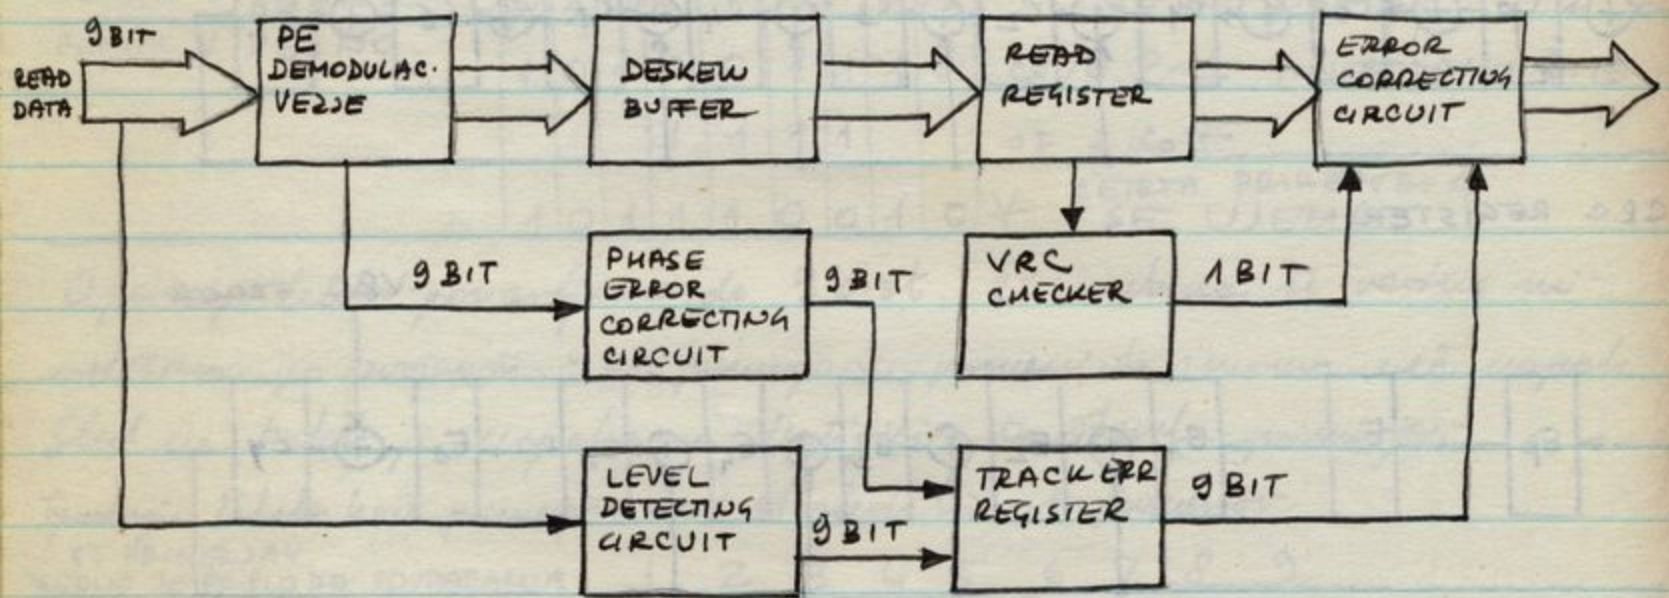 9 BIT
READ
DATA
PE
DEMODULAC.
VEZJE
DESKEW
BUFFER
READ
REGISTER
ERROR
CORRECTING
CIRCUIT
9 BIT
PHASE
ERROR
CORRECTING
CIRCUIT
9 BIT
VRC
CHECKER
1 BIT
LEVEL
DETECTING
CIRCUIT
9 BIT
TRACK ERR
REGISTER
9 BIT